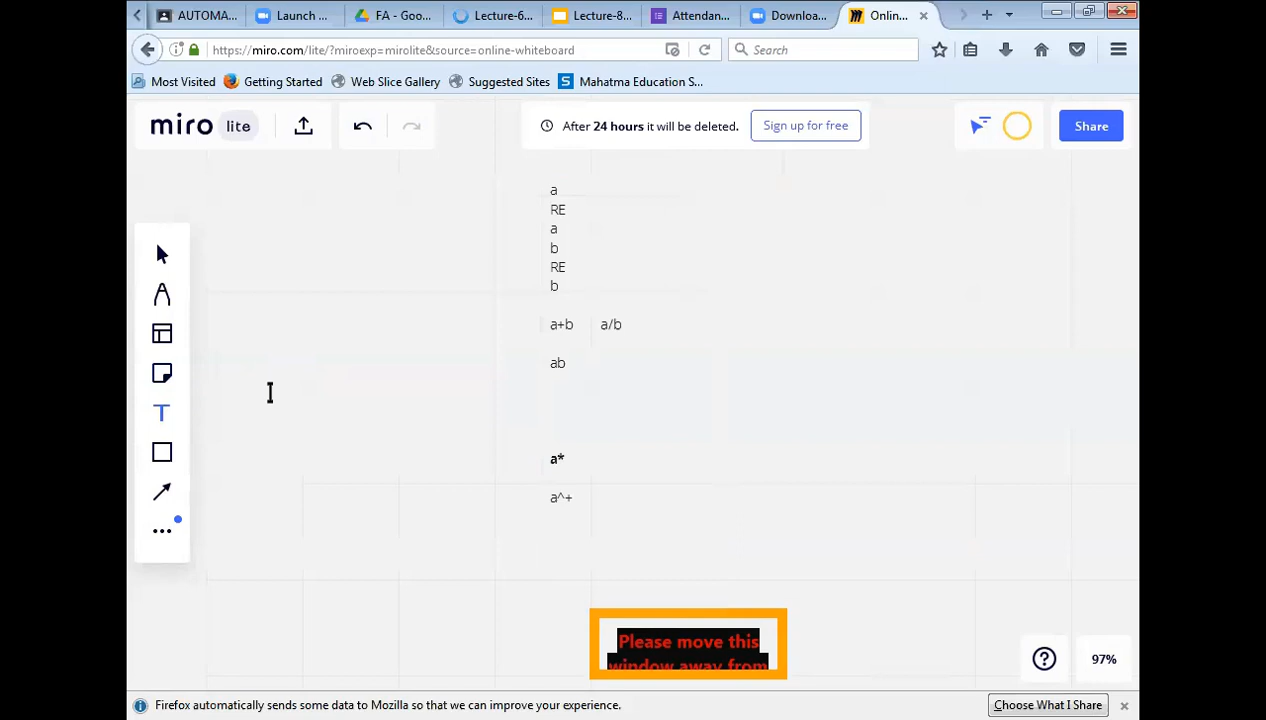 AUTOMA...
Launch ...
FA - Goo...
Lecture-6...
Lecture-8...
Attendan...
Downloa...
Onlin...
https://miro.com/lite/?miroexp=mirolite&source=online-whiteboard
Search
Most Visited
Getting Started
Web Slice Gallery
Suggested Sites
Mahatma Education S...
miro lite
After 24 hours it will be deleted.
Sign up for free
Share
a
RE
a
b
RE
b
a+b a/b
ab
a*
a^+
T
Please move this
window away from
97%
Firefox automatically sends some data to Mozilla so that we can improve your experience.
Choose What I Share